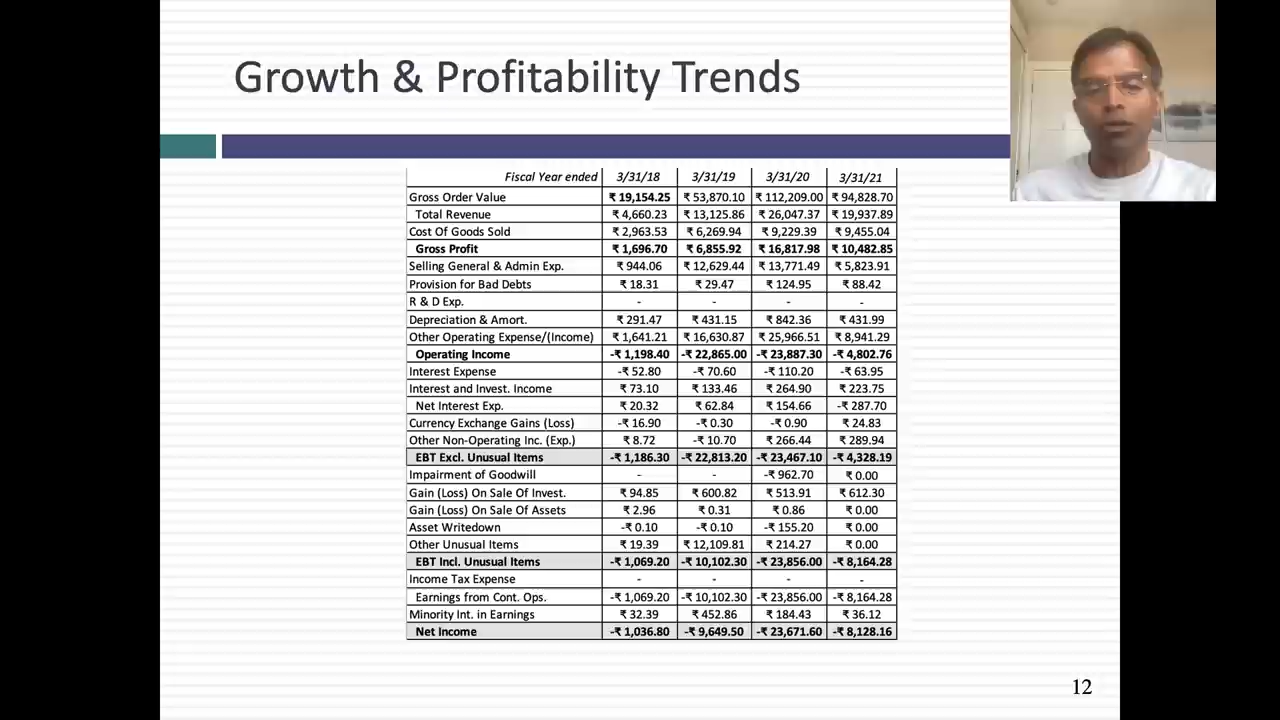 Growth & Profitability Trends
Fiscal Year ended 3/31/18 3/31/19 3/31/20 3/31/21
Gross Order Value ₹ 19,154.25 ₹ 53,870.10 ₹ 112,209.00 ₹ 94,828.70
Total Revenue ₹ 4,660.23 ₹ 13,125.86 ₹ 26,047.37 ₹ 19,937.89
Cost Of Goods Sold ₹ 2,963.53 ₹ 6,269.94 ₹ 9,229.39 ₹ 9,455.04
Gross Profit ₹ 1,696.70 ₹ 6,855.92 ₹ 16,817.98 ₹ 10,482.85
Selling General & Admin Exp. ₹ 944.06 ₹ 12,629.44 ₹ 13,771.49 ₹ 5,823.91
Provision for Bad Debts ₹ 18.31 ₹ 29.47 ₹ 124.95 ₹ 88.42
R & D Exp. - - - -
Depreciation & Amort. ₹ 291.47 ₹ 431.15 ₹ 842.36 ₹ 431.99
Other Operating Expense/(Income) ₹ 1,641.21 ₹ 16,630.87 ₹ 25,966.51 ₹ 8,941.29
Operating Income -₹ 1,198.40 -₹ 22,865.00 -₹ 23,887.30 -₹ 4,802.76
Interest Expense -₹ 52.80 -₹ 70.60 -₹ 110.20 -₹ 63.95
Interest and Invest. Income ₹ 73.10 ₹ 133.46 ₹ 264.90 ₹ 223.75
Net Interest Exp. ₹ 20.32 ₹ 62.84 ₹ 154.66 -₹ 287.70
Currency Exchange Gains (Loss) -₹ 16.90 -₹ 0.30 -₹ 0.90 ₹ 24.83
Other Non-Operating Inc. (Exp.) ₹ 8.72 -₹ 10.70 ₹ 266.44 ₹ 289.94
EBT Excl. Unusual Items -₹ 1,186.30 -₹ 22,813.20 -₹ 23,467.10 -₹ 4,328.19
Impairment of Goodwill - - -₹ 962.70 ₹ 0.00
Gain (Loss) On Sale Of Invest. ₹ 94.85 ₹ 600.82 ₹ 513.91 ₹ 612.30
Gain (Loss) On Sale Of Assets ₹ 2.96 ₹ 0.31 ₹ 0.86 ₹ 0.00
Asset Writedown -₹ 0.10 -₹ 0.10 -₹ 155.20 ₹ 0.00
Other Unusual Items ₹ 19.39 ₹ 12,109.81 ₹ 214.27 ₹ 0.00
EBT Incl. Unusual Items -₹ 1,069.20 -₹ 10,102.30 -₹ 23,856.00 -₹ 8,164.28
Income Tax Expense - - - -
Earnings from Cont. Ops. -₹ 1,069.20 -₹ 10,102.30 -₹ 23,856.00 -₹ 8,164.28
Minority Int. in Earnings ₹ 32.39 ₹ 452.86 ₹ 184.43 ₹ 36.12
Net Income -₹ 1,036.80 -₹ 9,649.50 -₹ 23,671.60 -₹ 8,128.16
12